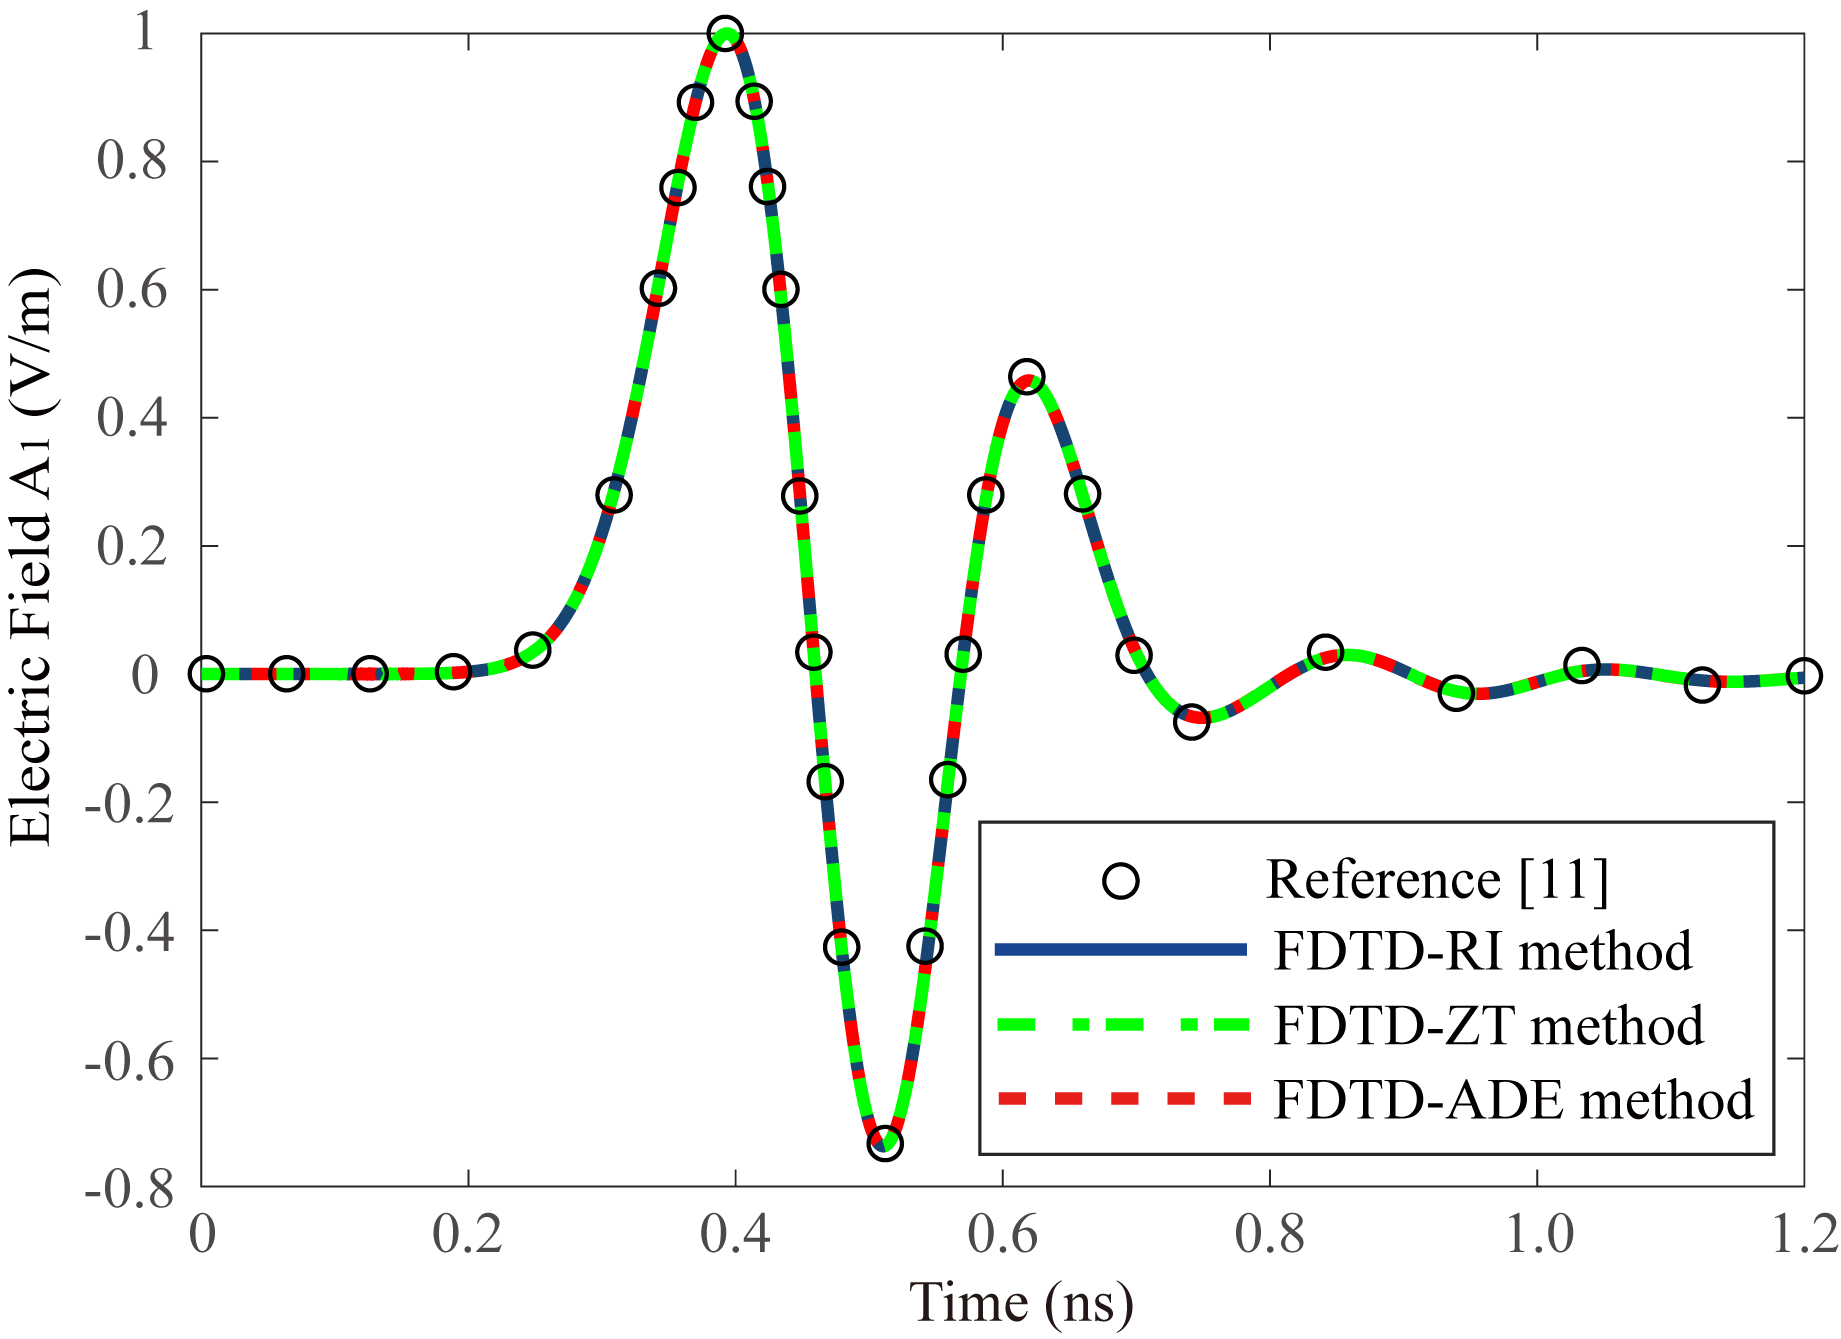 Electric Field A1 (V/m)
1
0.8
0.6
0.4
0.2
0
-0.2
-0.4
-0.6
-0.8
0
0.2
0.4
0.6
0.8
1.0
1.2
Time (ns)
Reference [11]
FDTD-RI method
FDTD-ZT method
FDTD-ADE method